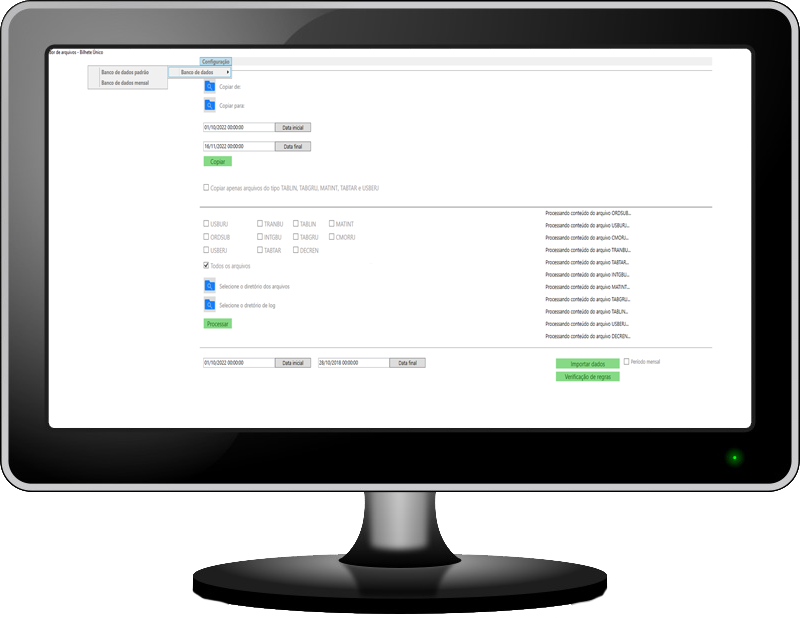 or de arquivos - Bilhete Único
Configuração
Banco de dados padrão
Banco de dados
Banco de dados mensal
Copiar de:
Copiar para
01/10/2022 00:00:00 Data inicial
16/11/2022 00:00:00 Data final
Copiar
Copiar apenas arquivos do tipo TABLIN, TABGRU, MATINT, TABTAR e USBERJ
USBURJ TRANBU TABLIN MATINT
ORDSUB INTGBU TABGRU CMORRJ
USBERJ TABTAR DECREN
Todos os arquivos
Selecione o diretório dos arquivos
Selecione o diretório de log
Processar
Processando conteúdo do arquivo ORDSUB...
Processando conteúdo do arquivo USBURJ...
Processando conteúdo do arquivo CMORJ...
Processando conteúdo do arquivo TRANBU...
Processando conteúdo do arquivo TABTAR...
Processando conteúdo do arquivo INTGBU...
Processando conteúdo do arquivo MATINT...
Processando conteúdo do arquivo TABGRU...
Processando conteúdo do arquivo TABLIN...
Processando conteúdo do arquivo USBERJ...
Processando conteúdo do arquivo DECREN...
01/10/2022 00:00:00 Data inicial 28/10/2018 00:00:00 Data final
Importar dados Período mensal
Verificação de regras